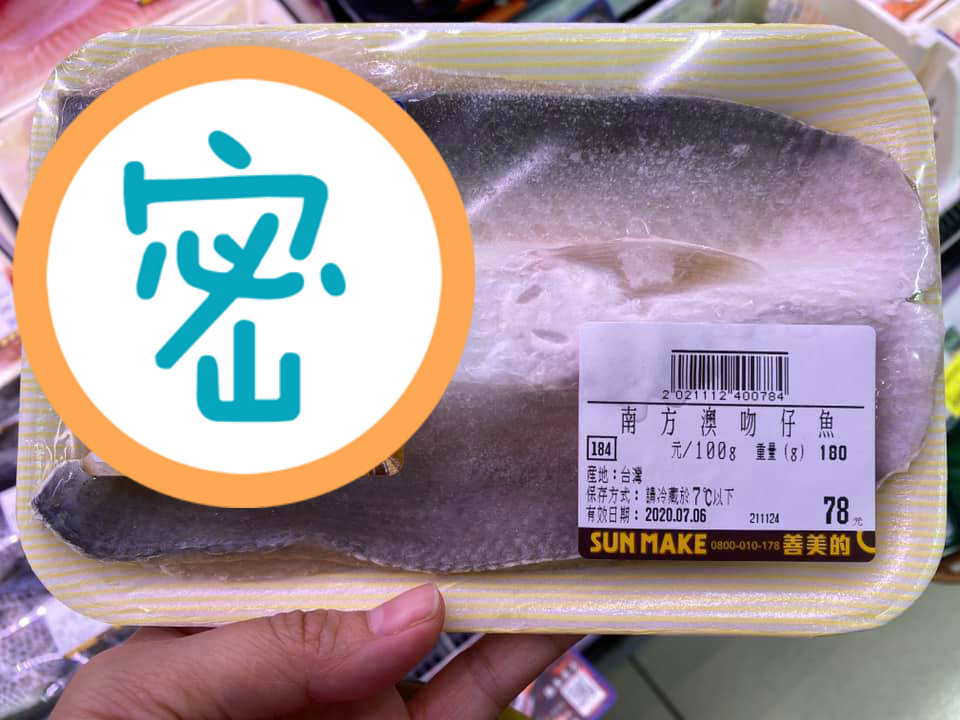 密
2 021112 400784
南方澳吻仔魚
184 元/100g 重量(g) 180
産地:台灣
保存方式: 請冷藏於7℃以下
有效日期: 2020.07.06 211124 78元
SUN MAKE 0800-010-178 善美的